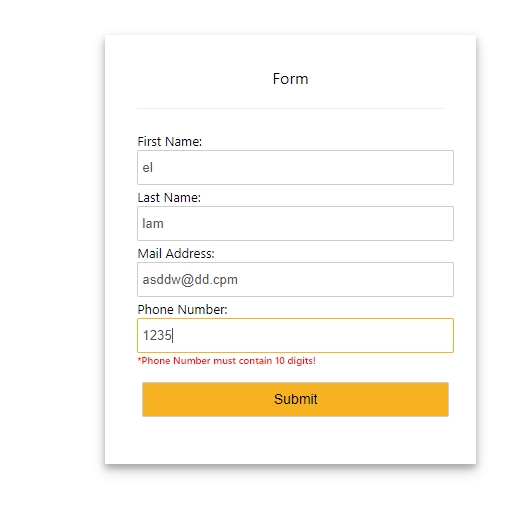 Form
First Name:
el
Last Name:
lam
Mail Address:
asddw@dd.cpm
Phone Number:
1235
*Phone Number must contain 10 digits!
Submit